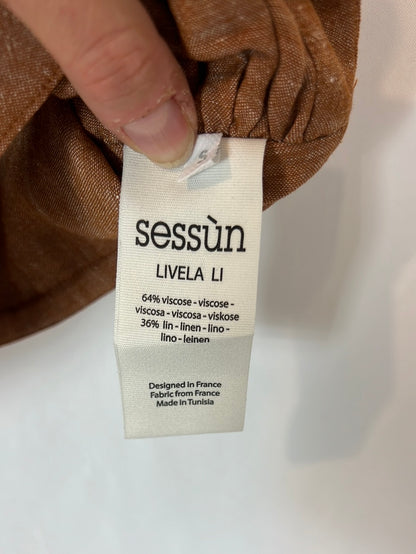 S
sessùn
LIVELA LI
64% viscose - viscose -
viscosa - viscosa - viskose
36% lin - linen - lino -
lino - leinen
Designed in France
Fabric from France
Made in Tunisia